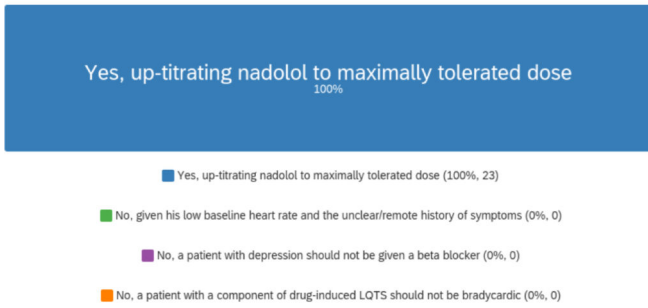 Yes, up-titrating nadolol to maximally tolerated dose
100%
Yes, up-titrating nadolol to maximally tolerated dose (100%, 23)
No, given his low baseline heart rate and the unclear/remote history of symptoms (0%, 0)
No, a patient with depression should not be given a beta blocker (0%, 0)
No, a patient with a component of drug-induced LQTS should not be bradycardic (0%, 0)